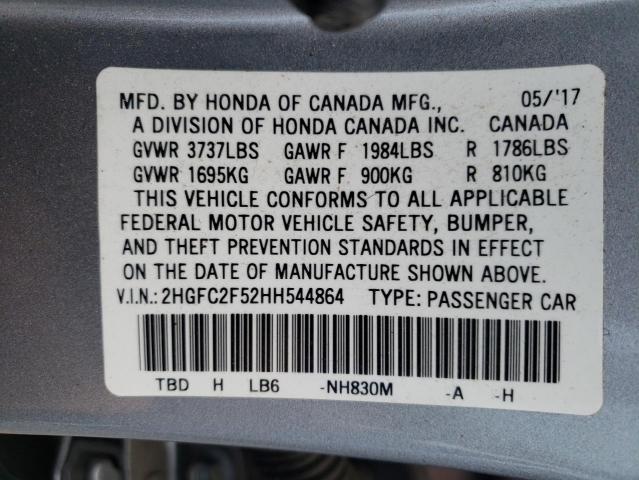 MFD. BY HONDA OF CANADA MFG., 05/'17
A DIVISION OF HONDA CANADA INC. CANADA
GVWR 3737LBS GAWR F 1984LBS R 1786LBS
GVWR 1695KG GAWR F 900KG R 810KG
THIS VEHICLE CONFORMS TO ALL APPLICABLE
FEDERAL MOTOR VEHICLE SAFETY, BUMPER,
AND THEFT PREVENTION STANDARDS IN EFFECT
ON THE DATE OF MANUFACTURE SHOWN ABOVE.
V.I.N.: 2HGFC2F52HH544864 TYPE: PASSENGER CAR
TBD H LB6 -NH830M -A -H